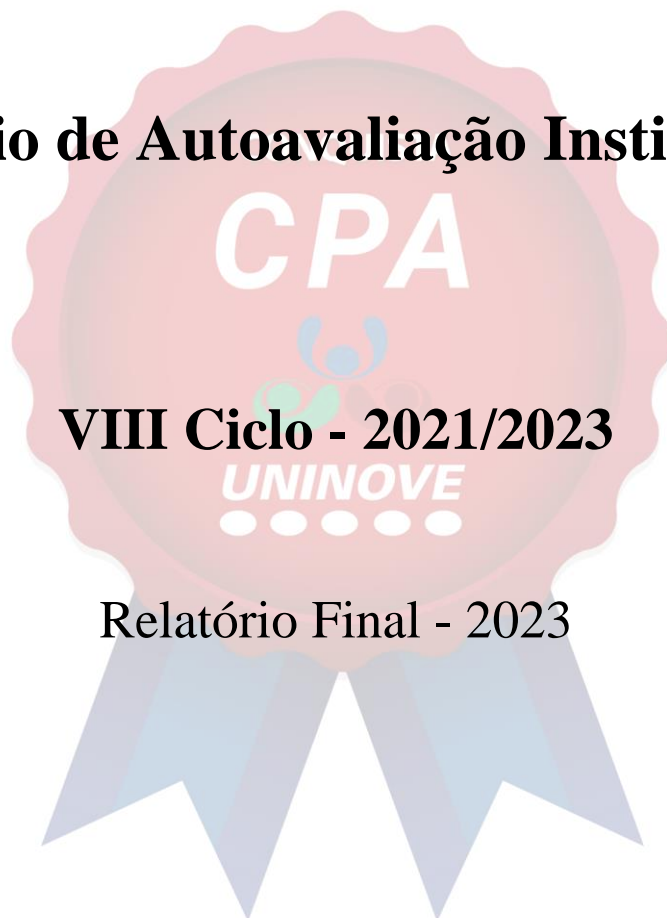 io de Autoavaliação Insti
CPA
VIII Ciclo - 2021/2023
UNINOVE
Relatório Final - 2023